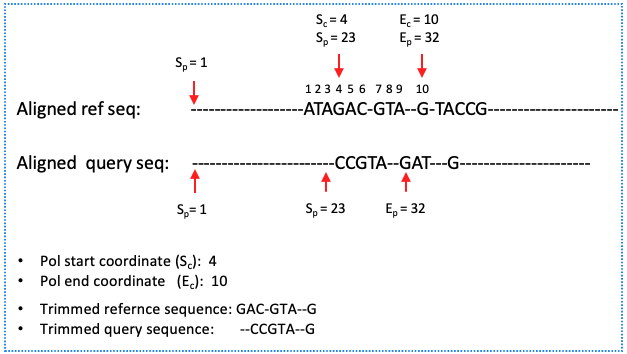 S_c = 4 E_c = 10
S_p = 23 E_p = 32
S_p = 1
1 2 3 4 5 6 7 8 9 10
Aligned ref seq: -------------------ATAGAC-GTA--G-TACCG----------------------
Aligned query seq: ------------------------CCGTA--GAT---G----------------------
S_p = 1 S_p = 23 E_p = 32
• Pol start coordinate (S_c): 4
• Pol end coordinate (E_c): 10
• Trimmed refernce sequence: GAC-GTA--G
• Trimmed query sequence: --CCGTA--G